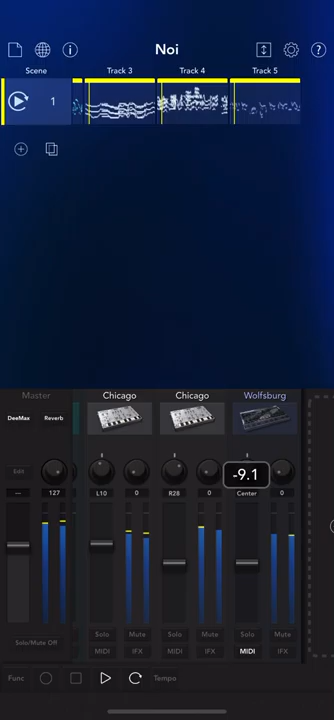 Noi
Scene Track 3 Track 4 Track 5
1
Master Chicago Chicago Wolfsburg
DeeMax Reverb
Edit
-9.1
--- 127 L10 0 R28 0 Center 0
Solo Mute Solo Mute Solo Mute
Solo/Mute Off MIDI IFX MIDI IFX MIDI IFX
Func Tempo